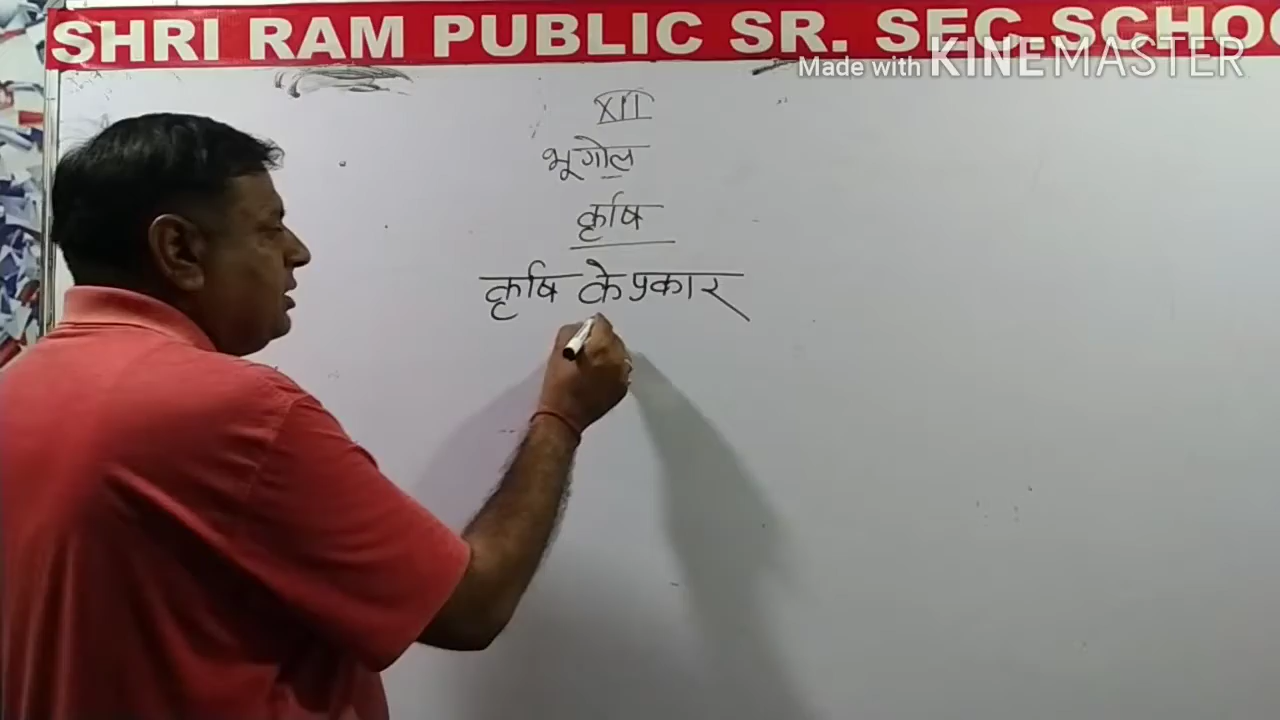 SHRI RAM PUBLIC SR. SEC.SCHOO
Made with KINEMASTER
XII
भूगोल
कृषि
कृषि के प्रकार